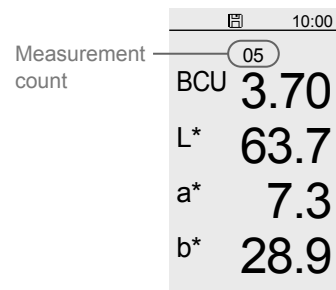 10:00
Measurement
count
05
BCU 3.70
L* 63.7
a* 7.3
b* 28.9